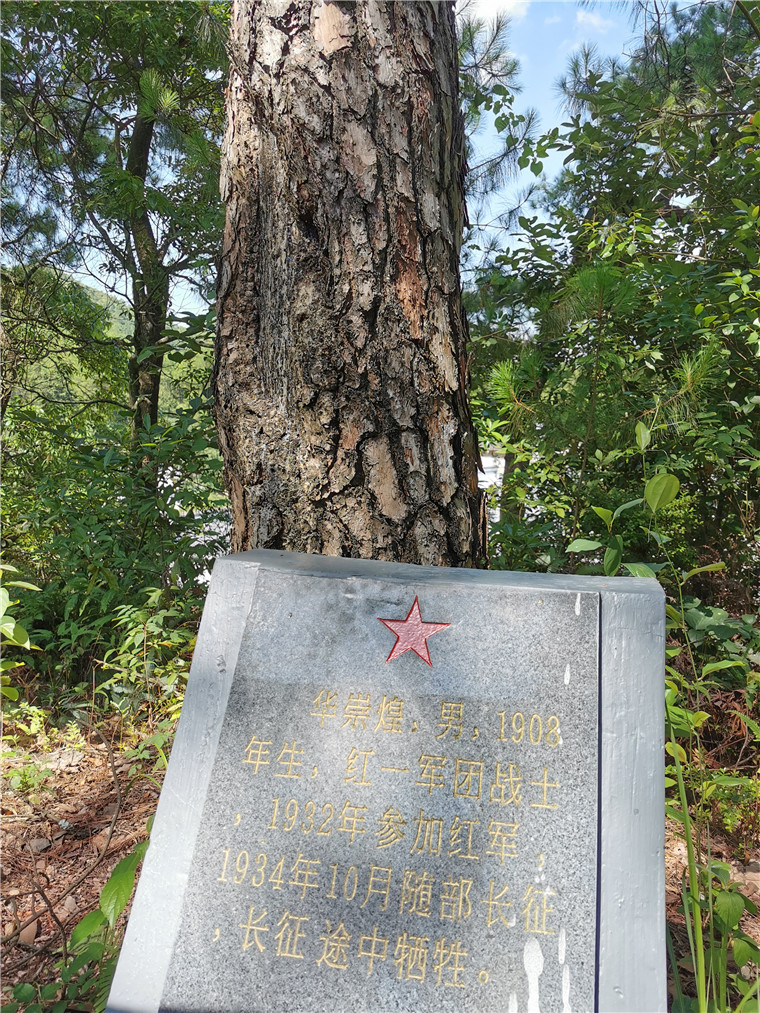 华崇煌，男，1908
年生，红一军团战士
，1932年参加红军，
1934年10月随部长征
，长征途中牺牲。